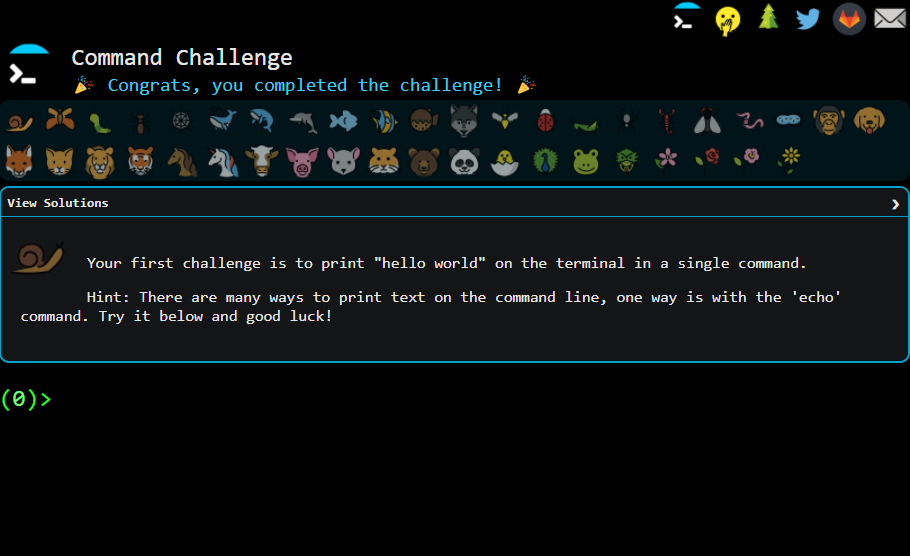 Command Challenge
🎉 Congrats, you completed the challenge! 🎉
View Solutions ❯
Your first challenge is to print "hello world" on the terminal in a single command.
Hint: There are many ways to print text on the command line, one way is with the 'echo'
command. Try it below and good luck!
(0)>